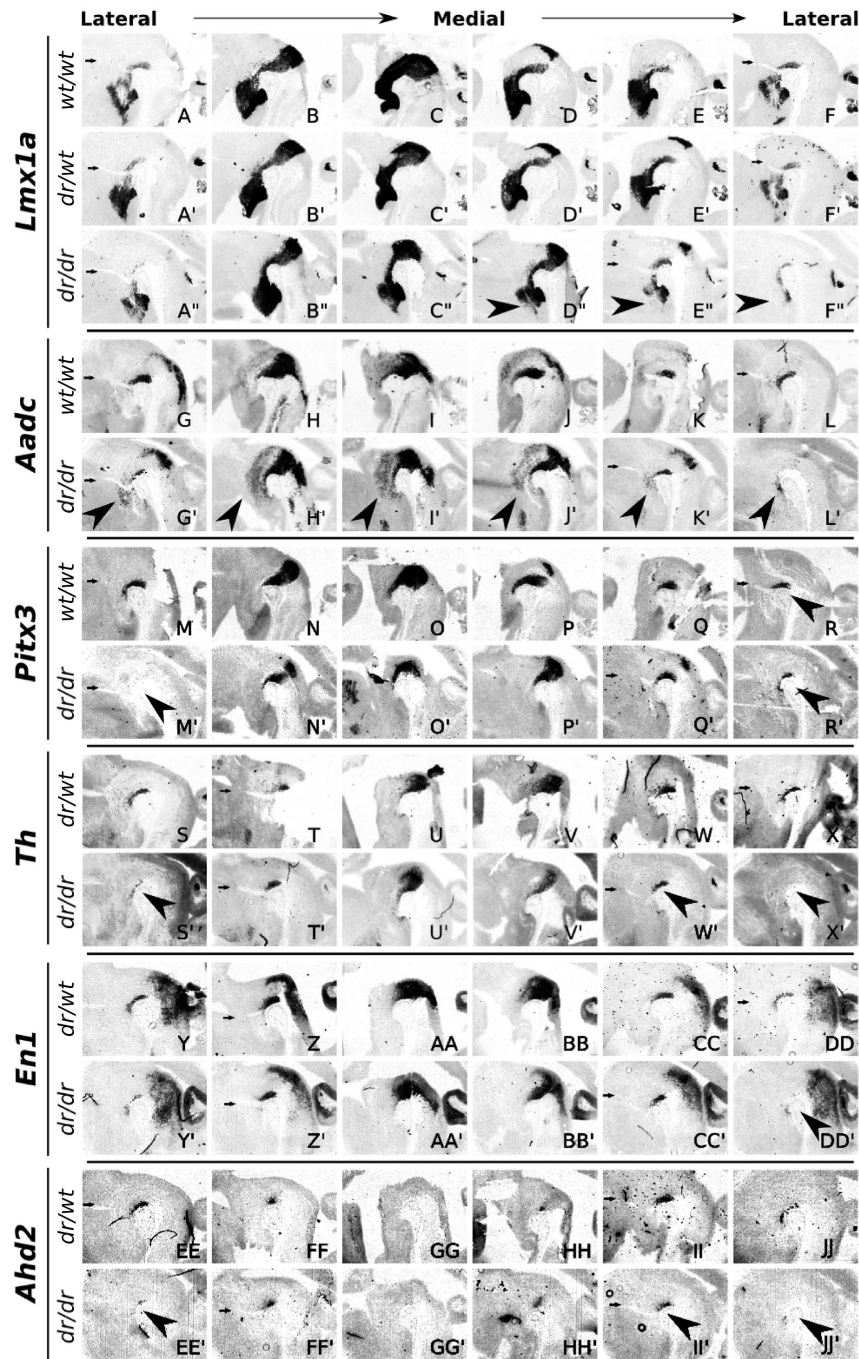 Lateral Medial Lateral
Lmx1a
wt/wt
A B C D E F
dr/wt
A' B' C' D' E' F'
dr/dr
A" B" C" D" E" F"
Aadc
wt/wt
G H I J K L
dr/dr
G' H' I' J' K' L'
Pitx3
wt/wt
M N O P Q R
dr/dr
M' N' O' P' Q' R'
Th
dr/wt
S T U V W X
dr/dr
S' T' U' V' W' X'
En1
dr/wt
Y Z AA BB CC DD
dr/dr
Y' Z' AA' BB' CC' DD'
Ahd2
dr/wt
EE FF GG HH II JJ
dr/dr
EE' FF' GG' HH' II' JJ'